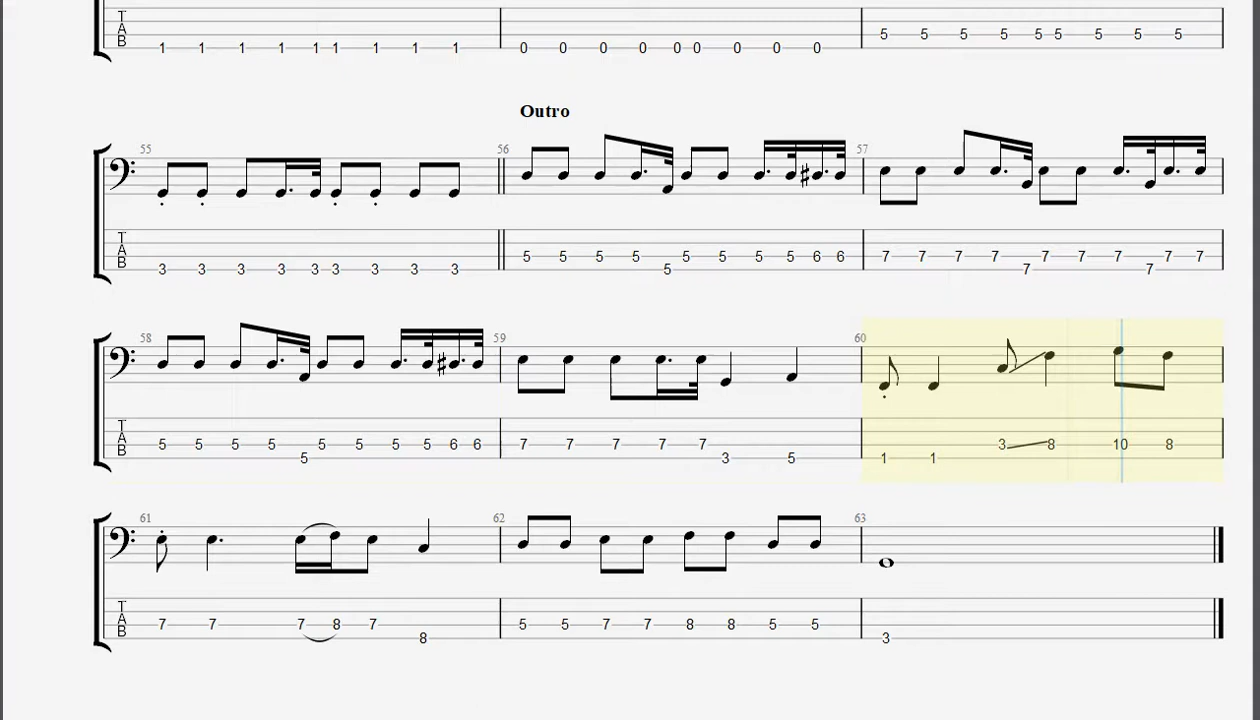 T
A
B
1 1 1 1 1 1 1 1 1 0 0 0 0 0 0 0 0 0 5 5 5 5 5 5 5 5 5
Outro
55 56 57
T
A
B
5 5 5 5 5 5 5 5 6 6 7 7 7 7 7 7 7 7 7
3 3 3 3 3 3 3 3 3 5 7 7
58 59 60
T
A
B
5 5 5 5 5 5 5 5 6 6 7 7 7 7 7 3 8 10 8
5 3 5 1 1
61 62 63
T
A
B
7 7 7 8 7 5 5 7 7 8 8 5 5
8 3